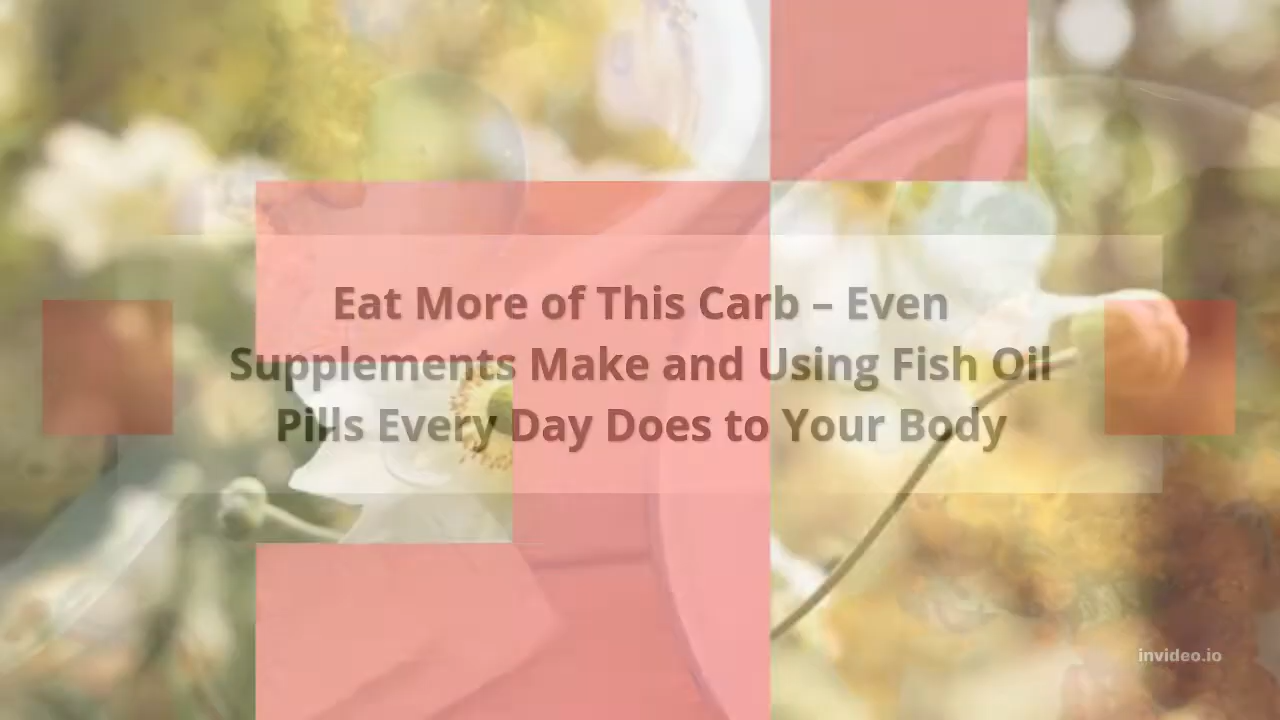 Eat More of This Carb – Even
Supplements Make and Using Fish Oil
Pills Every Day Does to Your Body
invideo.io